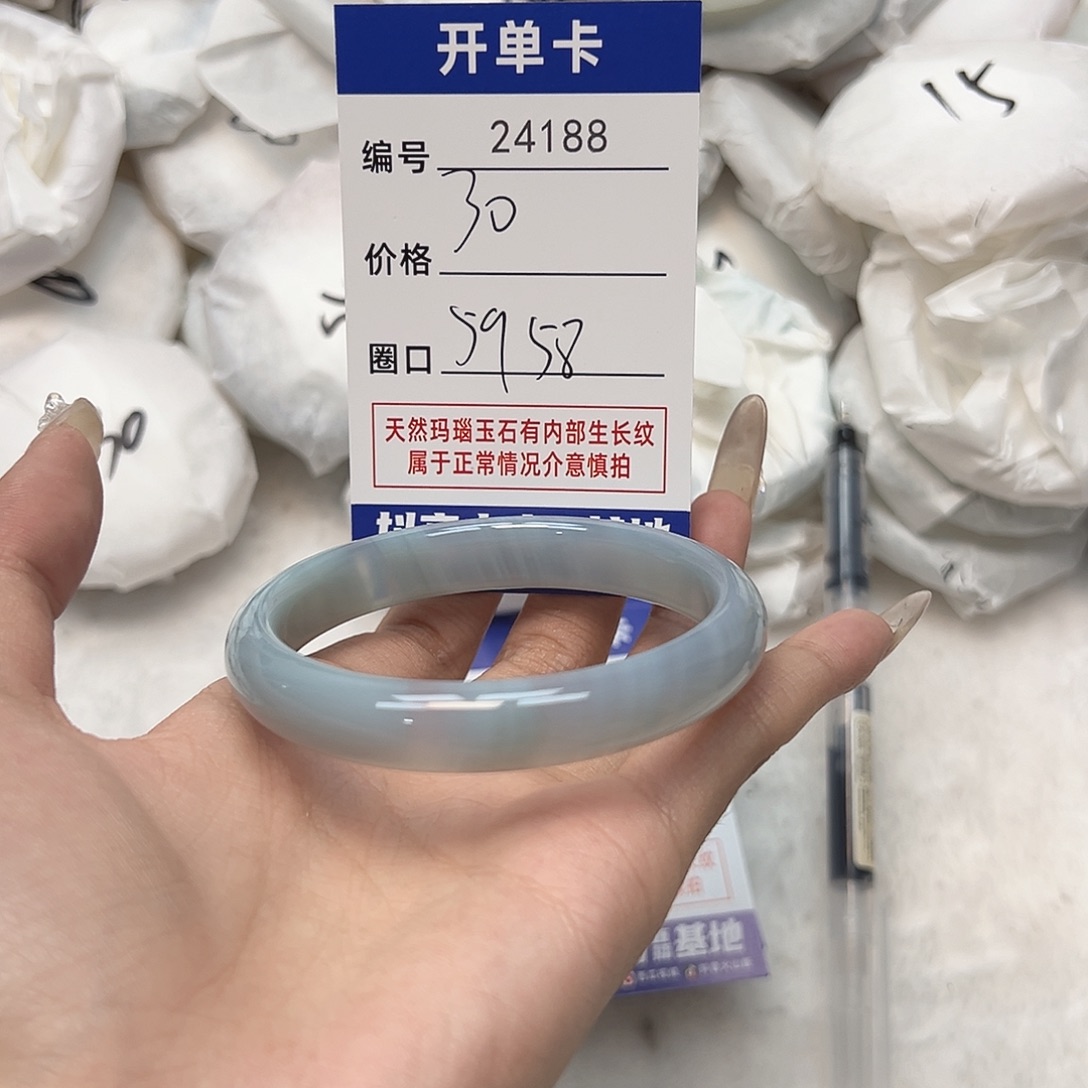 开单卡
编号 24188
价格 30
圈口 59 58
天然玛瑙玉石有内部生长纹
属于正常情况介意慎拍
15
基地